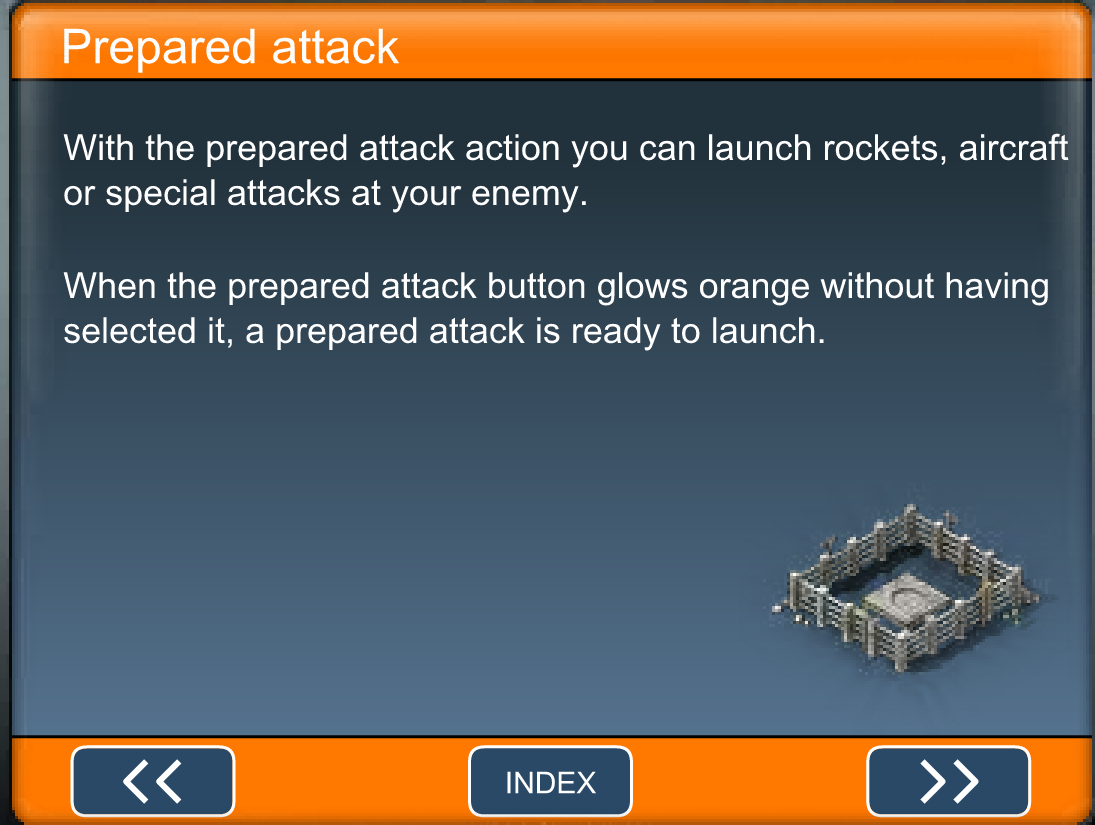 Prepared attack
With the prepared attack action you can launch rockets, aircraft
or special attacks at your enemy.
When the prepared attack button glows orange without having
selected it, a prepared attack is ready to launch.
<< INDEX >>